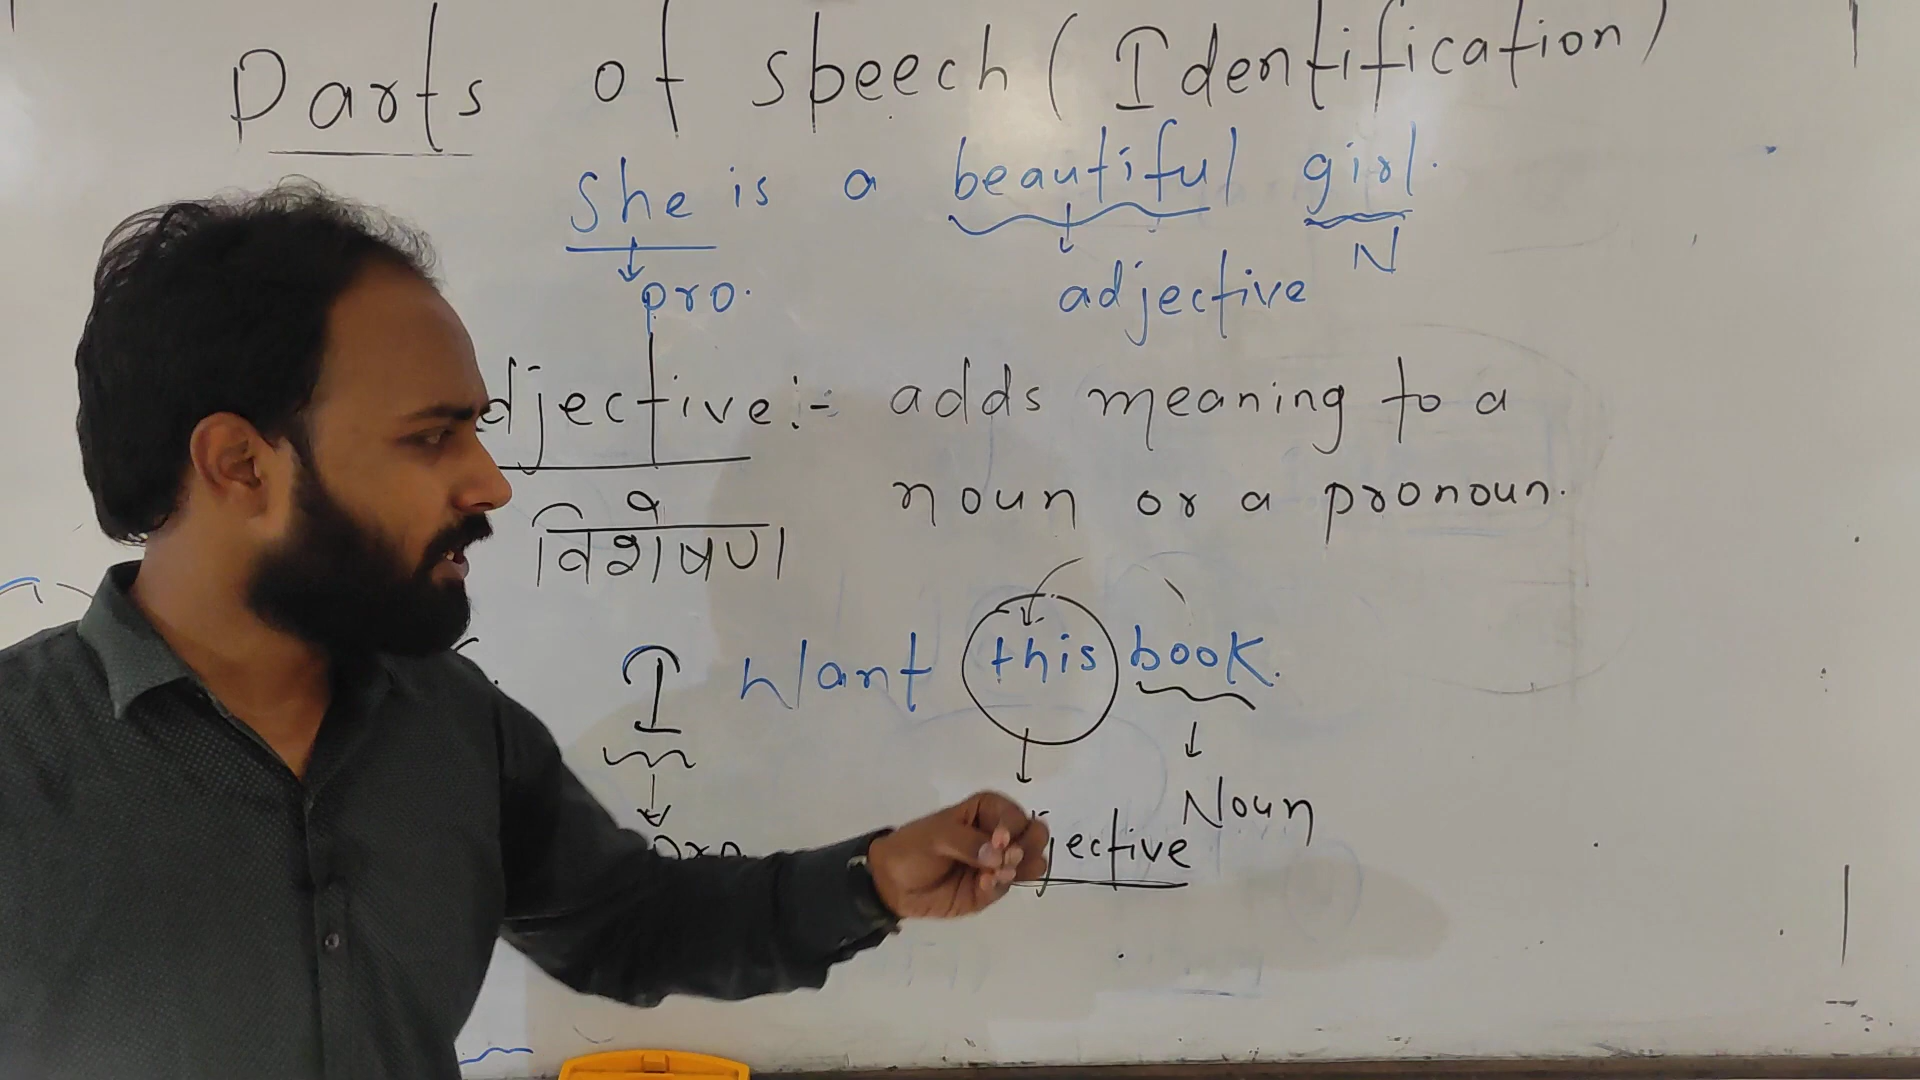 Parts of speech (Identification)
She is a beautiful girl.
N
pro.
adjective
djective :- adds meaning to a
noun or a pronoun.
विशेषण
I want this book.
Noun
pro
jective